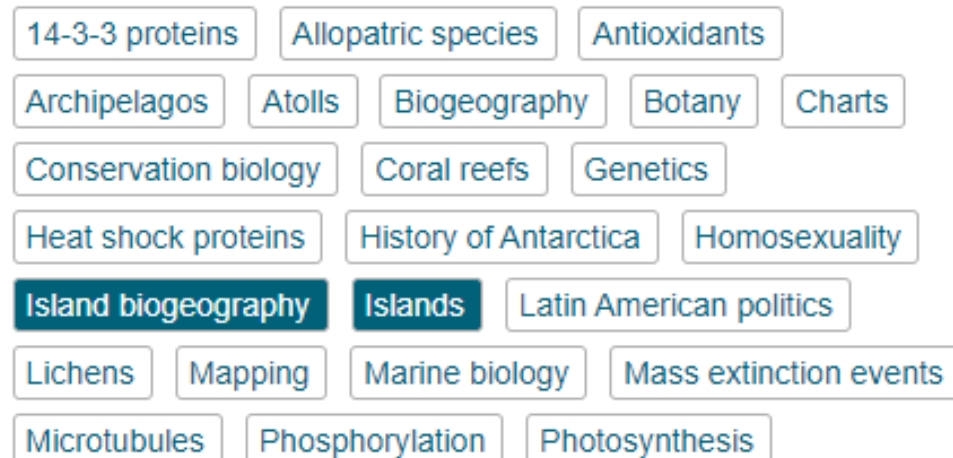 14-3-3 proteins Allopatric species Antioxidants
Archipelagos Atolls Biogeography Botany Charts
Conservation biology Coral reefs Genetics
Heat shock proteins History of Antarctica Homosexuality
Island biogeography Islands Latin American politics
Lichens Mapping Marine biology Mass extinction events
Microtubules Phosphorylation Photosynthesis